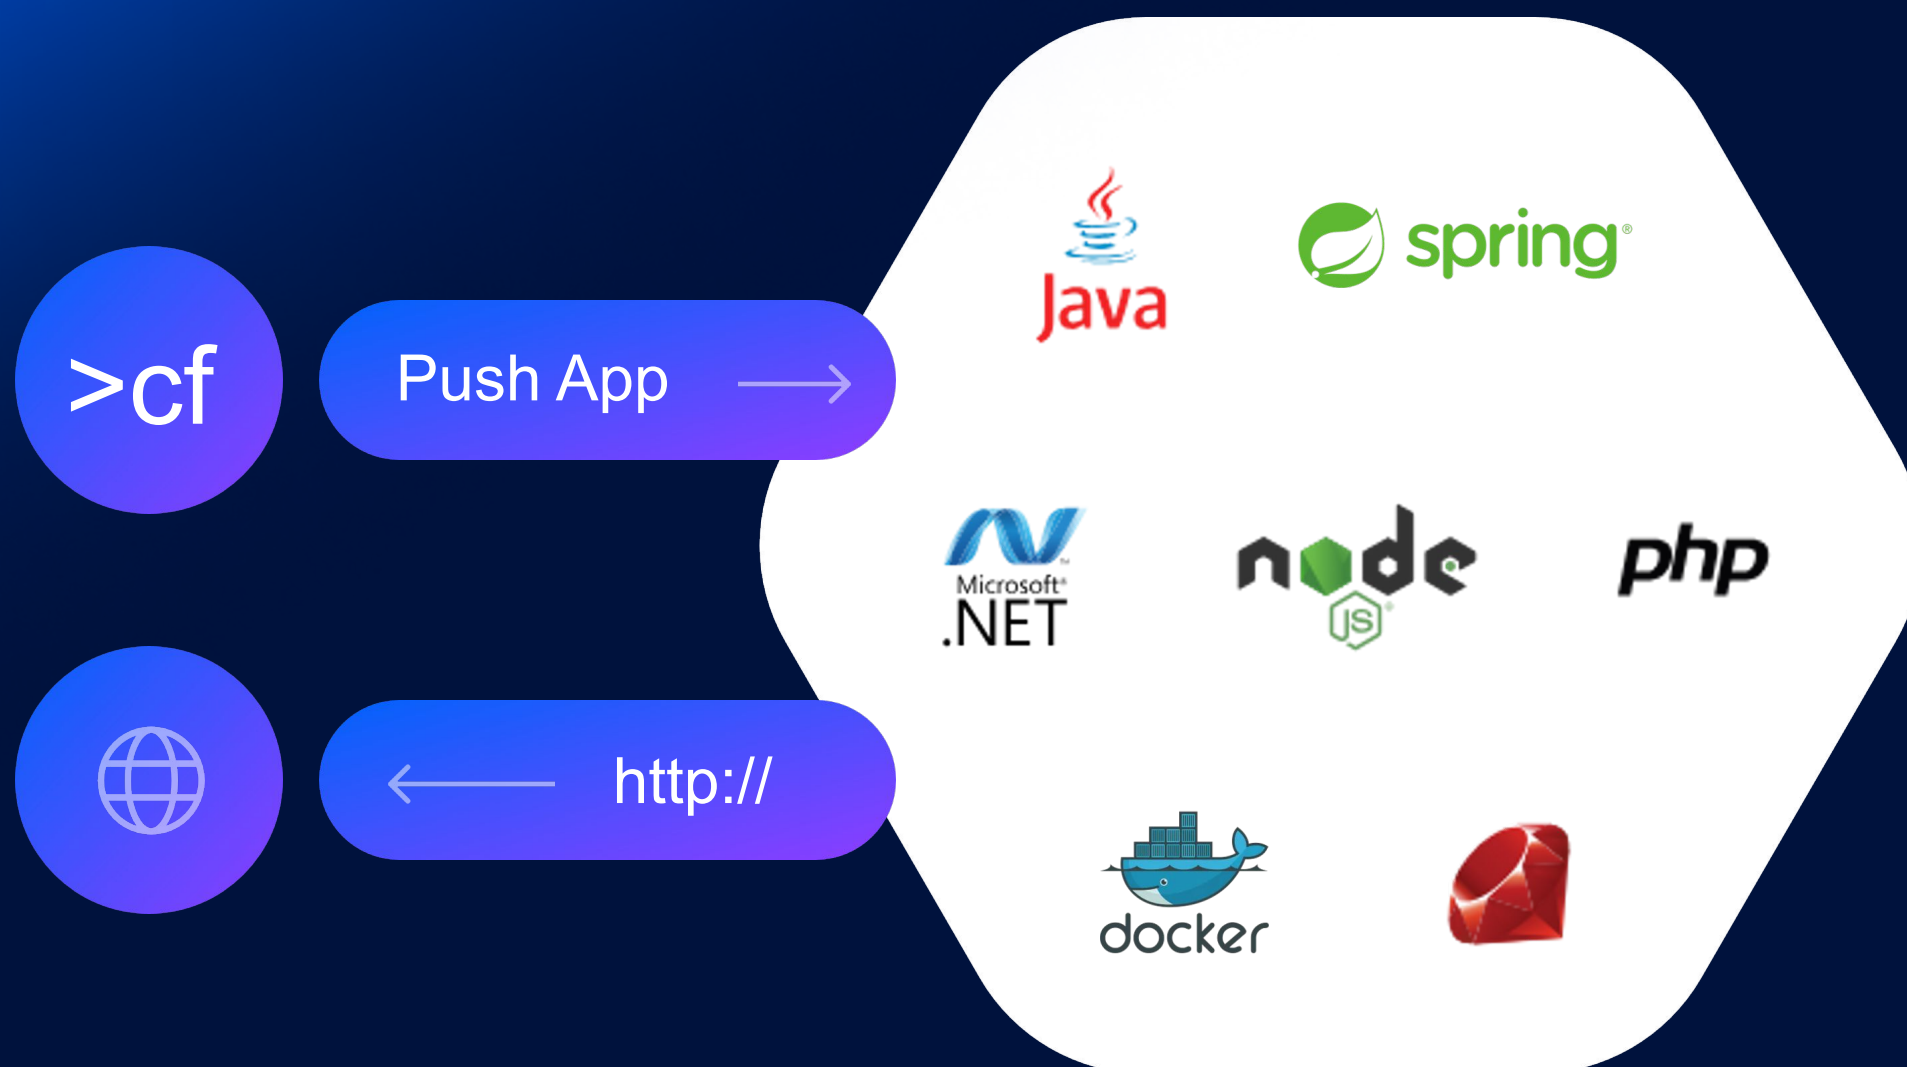 >cf
Push App
http://
Java
spring®
Microsoft®
.NET
node
JS®
php
docker